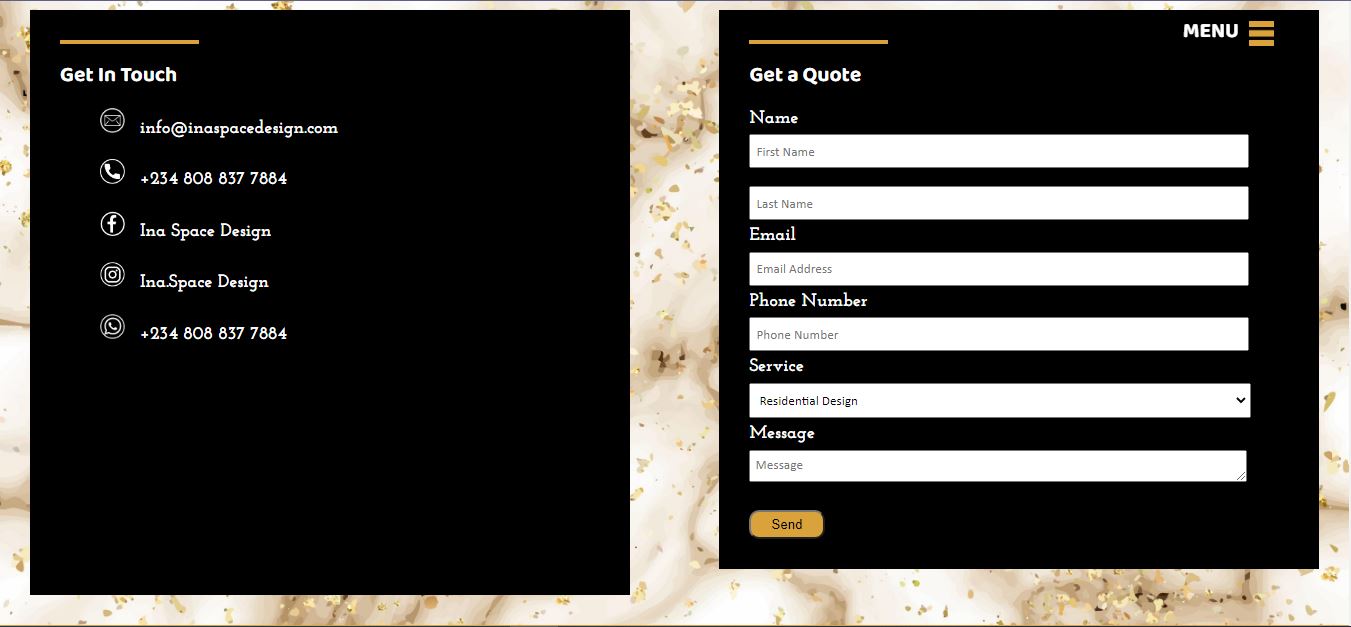 Get In Touch
info@inaspacedesign.com
+234 808 837 7884
Ina Space Design
Ina.Space Design
+234 808 837 7884
MENU
Get a Quote
Name
First Name
Last Name
Email
Email Address
Phone Number
Phone Number
Service
Residential Design
Message
Message
Send